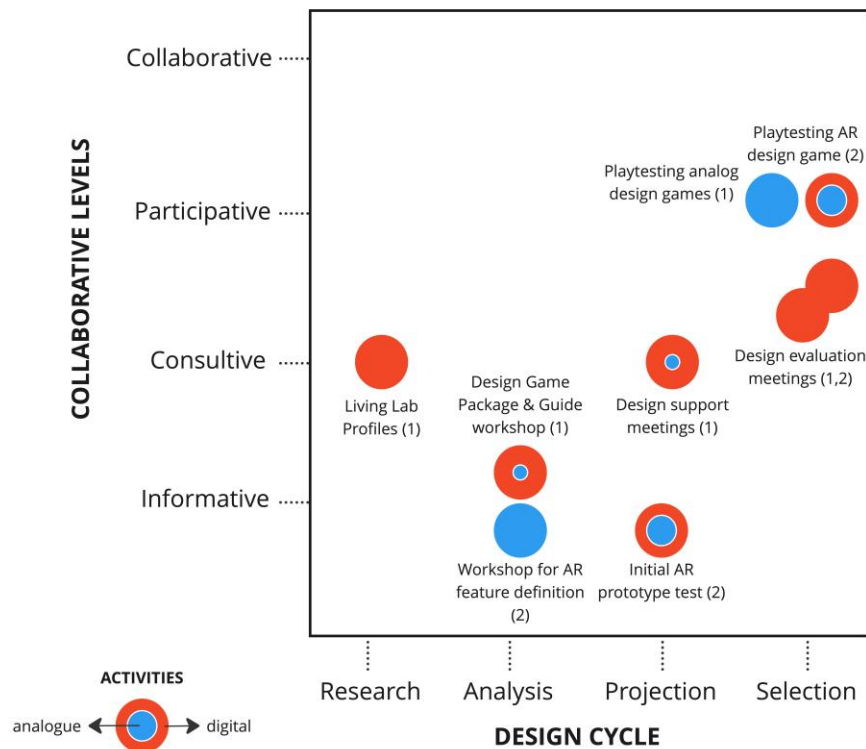 Collaborative
COLLABORATIVE LEVELS
Participative
Consultive
Informative
Playtesting AR
design game (2)
Playtesting analog
design games (1)
Design evaluation
meetings (1,2)
Living Lab
Profiles (1)
Design Game
Package & Guide
workshop (1)
Design support
meetings (1)
Workshop for AR
feature definition
(2)
Initial AR
prototype test (2)
Research
Analysis
Projection
Selection
DESIGN CYCLE
ACTIVITIES
analogue
digital